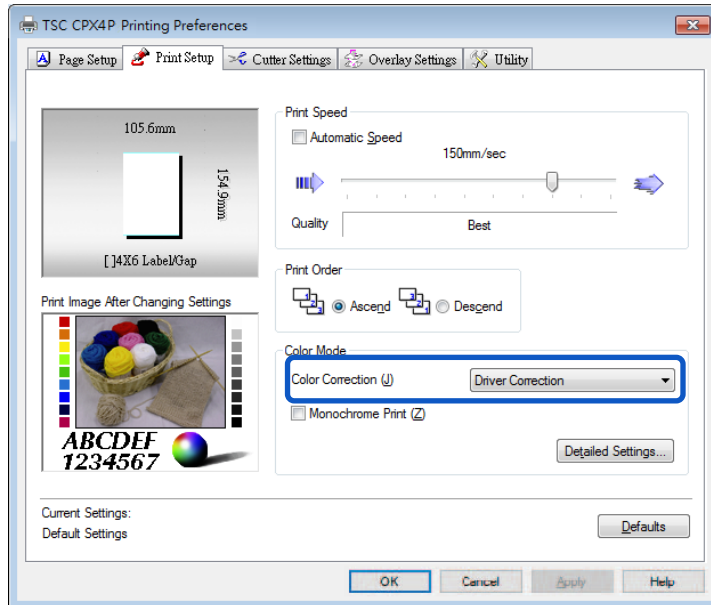 TSC CPX4P Printing Preferences
Page Setup
Print Setup
Cutter Settings
Overlay Settings
Utility
105.6mm
154.9mm
[ ]4X6 Label/Gap
Print Speed
Automatic Speed
150mm/sec
Quality
Best
Print Order
Ascend
Descend
Print Image After Changing Settings
ABCDEF
1234567
Color Mode
Color Correction (J)
Driver Correction
Monochrome Print (Z)
Detailed Settings...
Current Settings:
Default Settings
Defaults
OK
Cancel
Apply
Help